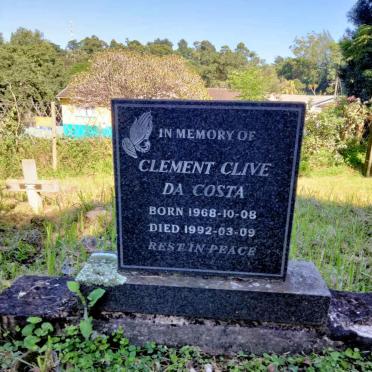 IN MEMORY OF
CLEMENT CLIVE
DA COSTA
BORN 1968-10-08
DIED 1992-03-09
REST IN PEACE